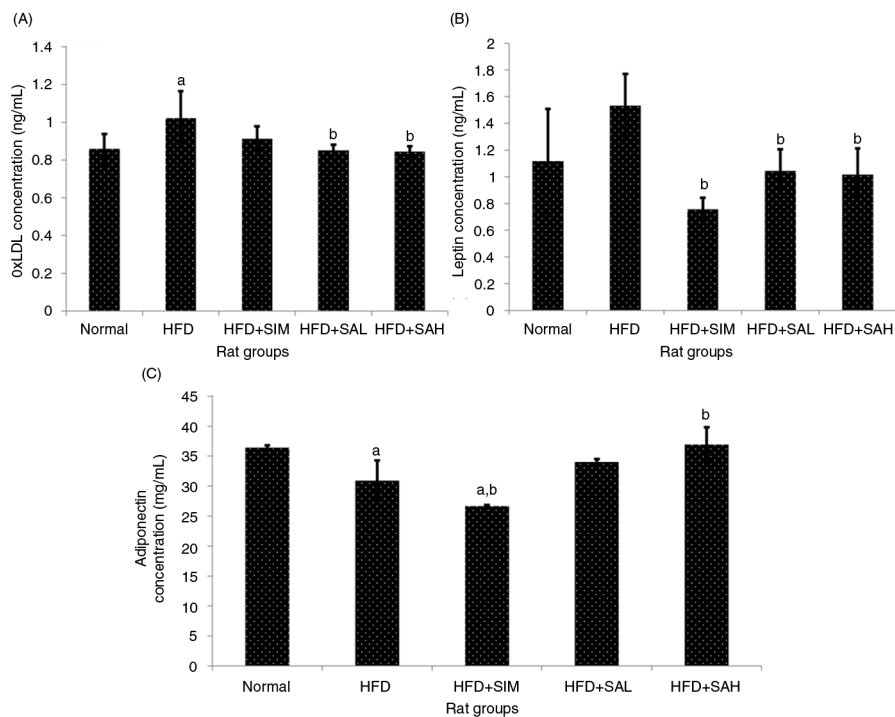 (A)
0xLDL concentration (ng/mL)
1.4
1.2
1
0.8
0.6
0.4
0.2
0
a
b
b
Normal HFD HFD+SIM HFD+SAL HFD+SAH
Rat groups
(B)
Leptin concentration (ng/mL)
2
1.8
1.6
1.4
1.2
1
0.8
0.6
0.4
0.2
0
b
b
b
Normal HFD HFD+SIM HFD+SAL HFD+SAH
Rat groups
(C)
Adiponectin
concentration (mg/mL)
45
40
35
30
25
20
15
10
5
0
a
a,b
b
Normal HFD HFD+SIM HFD+SAL HFD+SAH
Rat groups